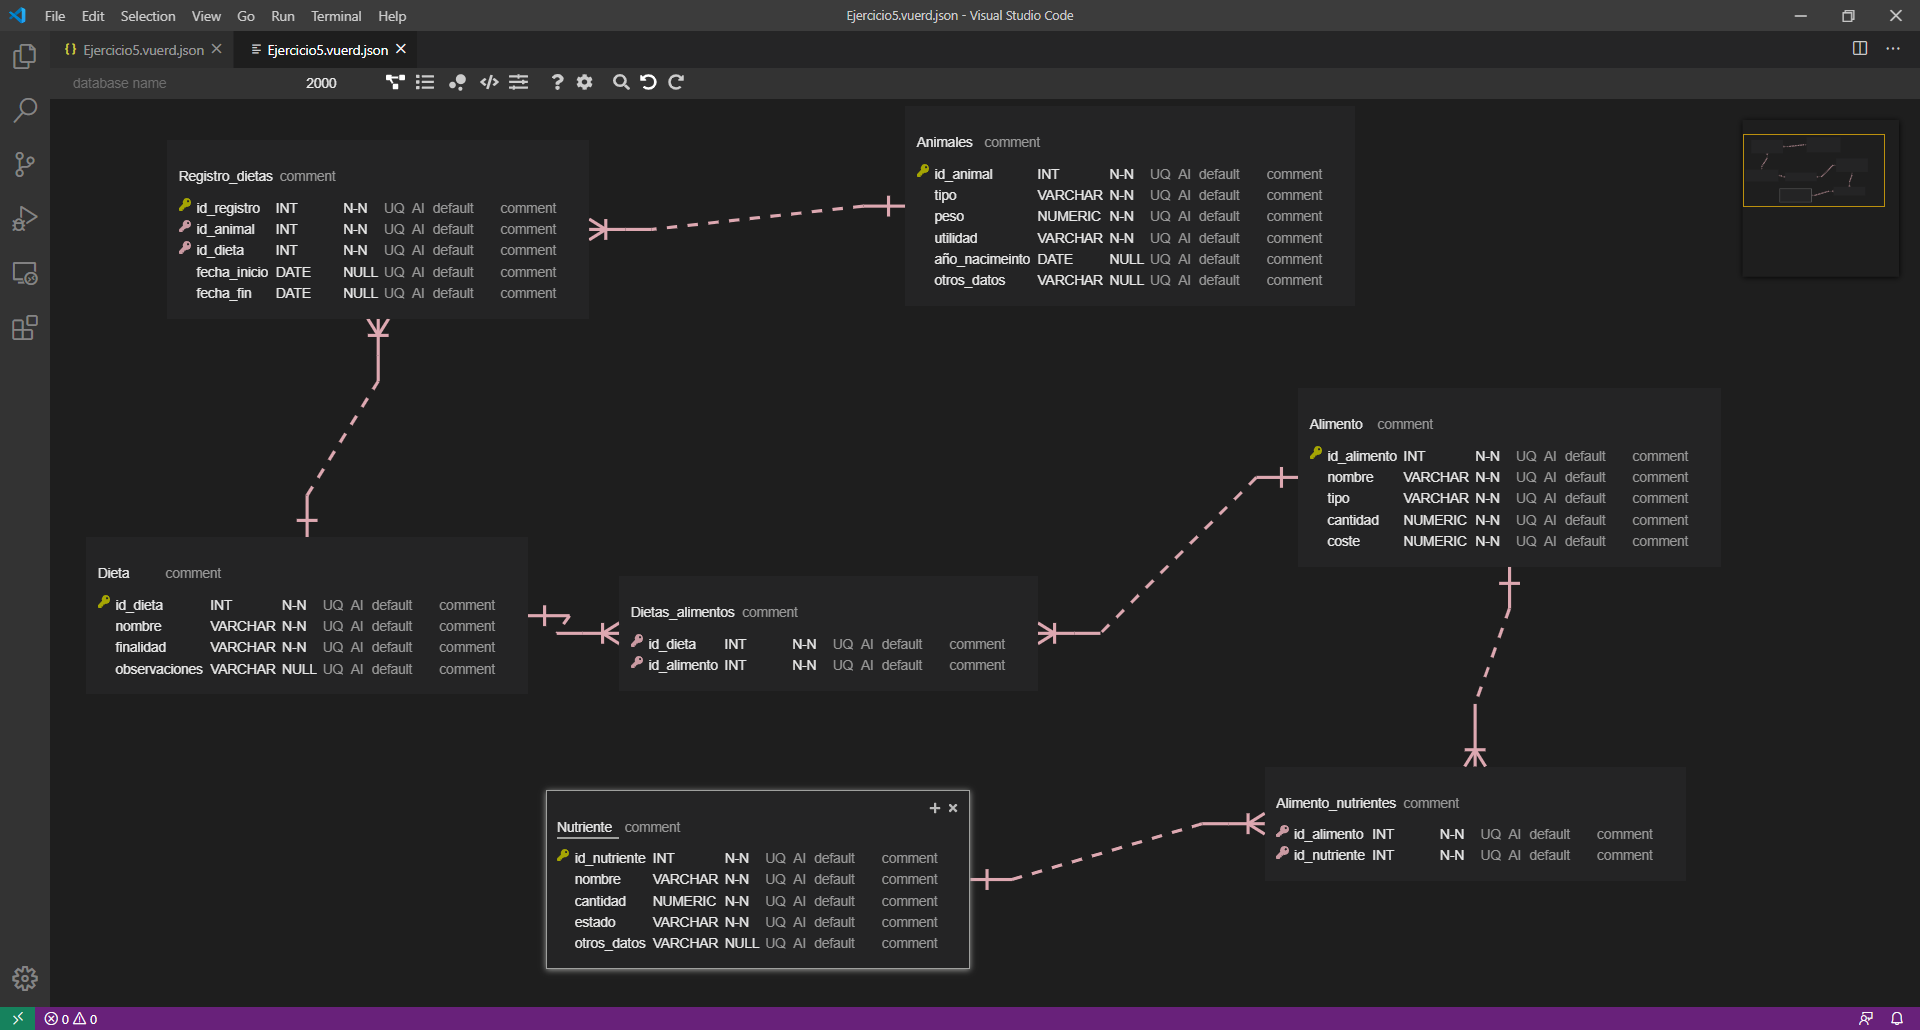 File Edit Selection View Go Run Terminal Help
Ejercicio5.vuerd.json - Visual Studio Code
Ejercicio5.vuerd.json
Ejercicio5.vuerd.json
database name 2000
Registro_dietas comment
id_registro INT N-N UQ AI default comment
id_animal INT N-N UQ AI default comment
id_dieta INT N-N UQ AI default comment
fecha_inicio DATE NULL UQ AI default comment
fecha_fin DATE NULL UQ AI default comment
Animales comment
id_animal INT N-N UQ AI default comment
tipo VARCHAR N-N UQ AI default comment
peso NUMERIC N-N UQ AI default comment
utilidad VARCHAR N-N UQ AI default comment
año_nacimeinto DATE NULL UQ AI default comment
otros_datos VARCHAR NULL UQ AI default comment
Alimento comment
id_alimento INT N-N UQ AI default comment
nombre VARCHAR N-N UQ AI default comment
tipo VARCHAR N-N UQ AI default comment
cantidad NUMERIC N-N UQ AI default comment
coste NUMERIC N-N UQ AI default comment
Dieta comment
id_dieta INT N-N UQ AI default comment
nombre VARCHAR N-N UQ AI default comment
finalidad VARCHAR N-N UQ AI default comment
observaciones VARCHAR NULL UQ AI default comment
Dietas_alimentos comment
id_dieta INT N-N UQ AI default comment
id_alimento INT N-N UQ AI default comment
Nutriente comment
id_nutriente INT N-N UQ AI default comment
nombre VARCHAR N-N UQ AI default comment
cantidad NUMERIC N-N UQ AI default comment
estado VARCHAR N-N UQ AI default comment
otros_datos VARCHAR NULL UQ AI default comment
Alimento_nutrientes comment
id_alimento INT N-N UQ AI default comment
id_nutriente INT N-N UQ AI default comment
0 0